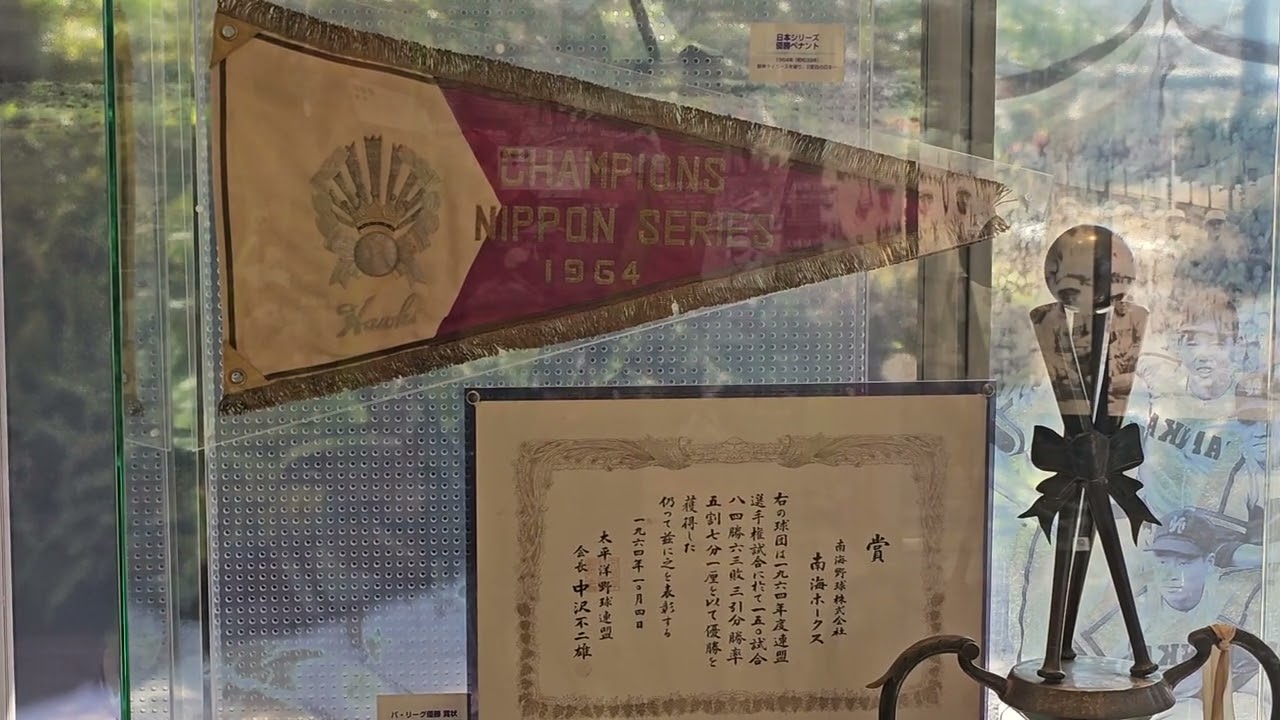 日本シリーズ
優勝ペナント
CHAMPIONS
NIPPON SERIES
1964
Hawks
賞
南海野球株式会社
南海ホークス
右の球団は一九六四年度連盟
選手権試合に於て一五〇試合
八四勝六三敗三引分勝率
五割七分一厘を以て優勝を
獲得した
仍って茲に之を表彰する
一九六四年一〇月四日
太平洋野球連盟
会長 中沢不二雄
パ・リーグ優勝 賞状